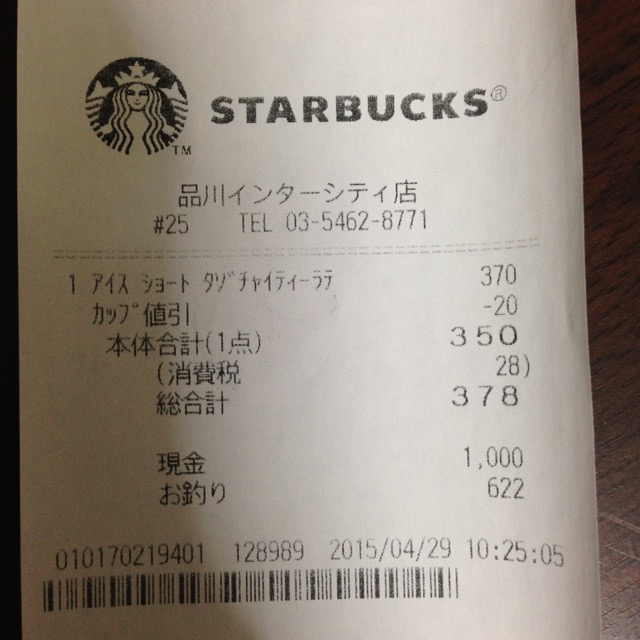 STARBUCKS®
TM
品川インターシティ店
#25 TEL 03-5462-8771
1 アイス ショート タゾチャイティーラテ 370
カップ値引 -20
本体合計(1点) 350
(消費税 28)
総合計 378
現金 1,000
お釣り 622
010170219401 128989 2015/04/29 10:25:05